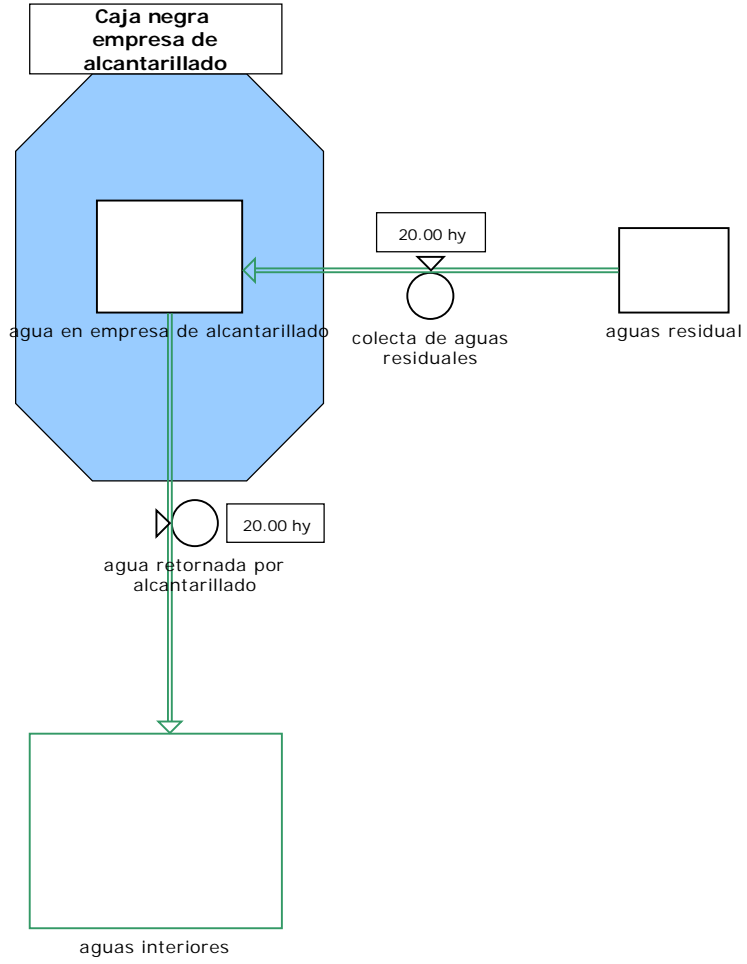 Caja negra
empresa de
alcantarillado
20.00 hy
agua en empresa de alcantarillado
colecta de aguas
residuales
aguas residual
20.00 hy
agua retornada por
alcantarillado
aguas interiores